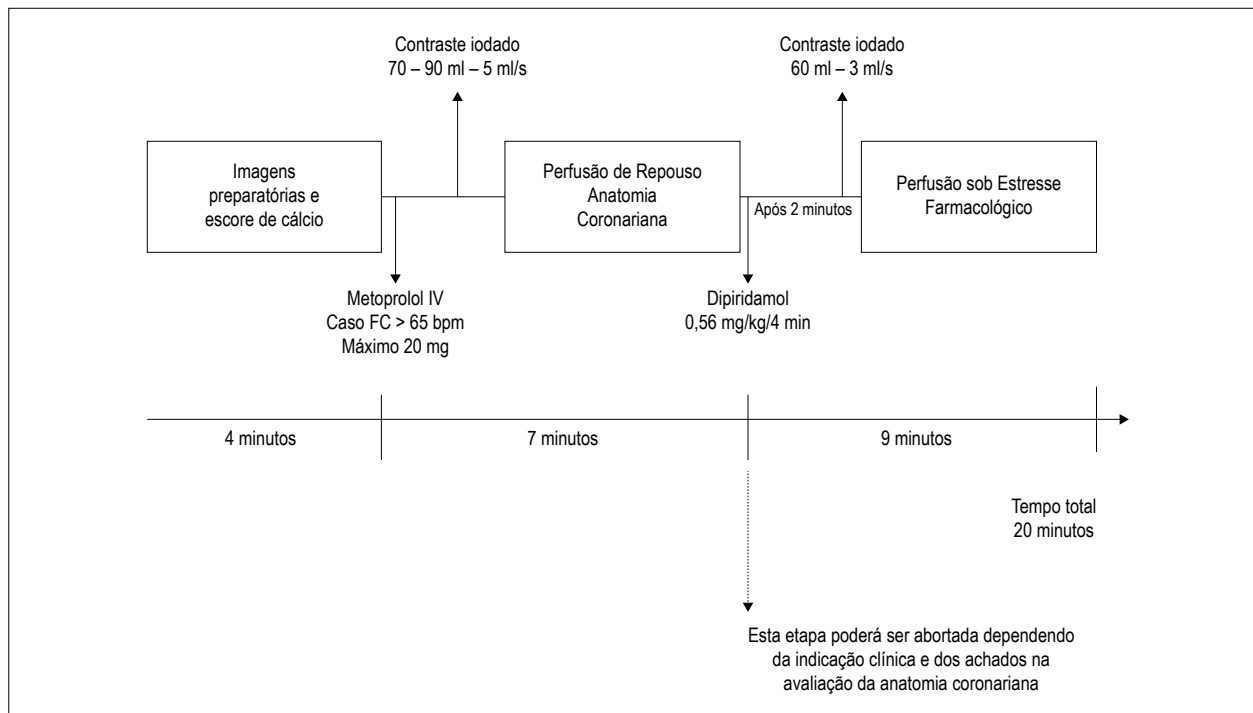 Contraste iodado
70 – 90 ml – 5 ml/s
Contraste iodado
60 ml – 3 ml/s
Imagens
preparatórias e
escore de cálcio
Perfusão de Repouso
Anatomia
Coronariana
Após 2 minutos
Perfusão sob Estresse
Farmacológico
Metoprolol IV
Caso FC > 65 bpm
Máximo 20 mg
Dipiridamol
0,56 mg/kg/4 min
4 minutos
7 minutos
9 minutos
Tempo total
20 minutos
Esta etapa poderá ser abortada dependendo
da indicação clínica e dos achados na
avaliação da anatomia coronariana